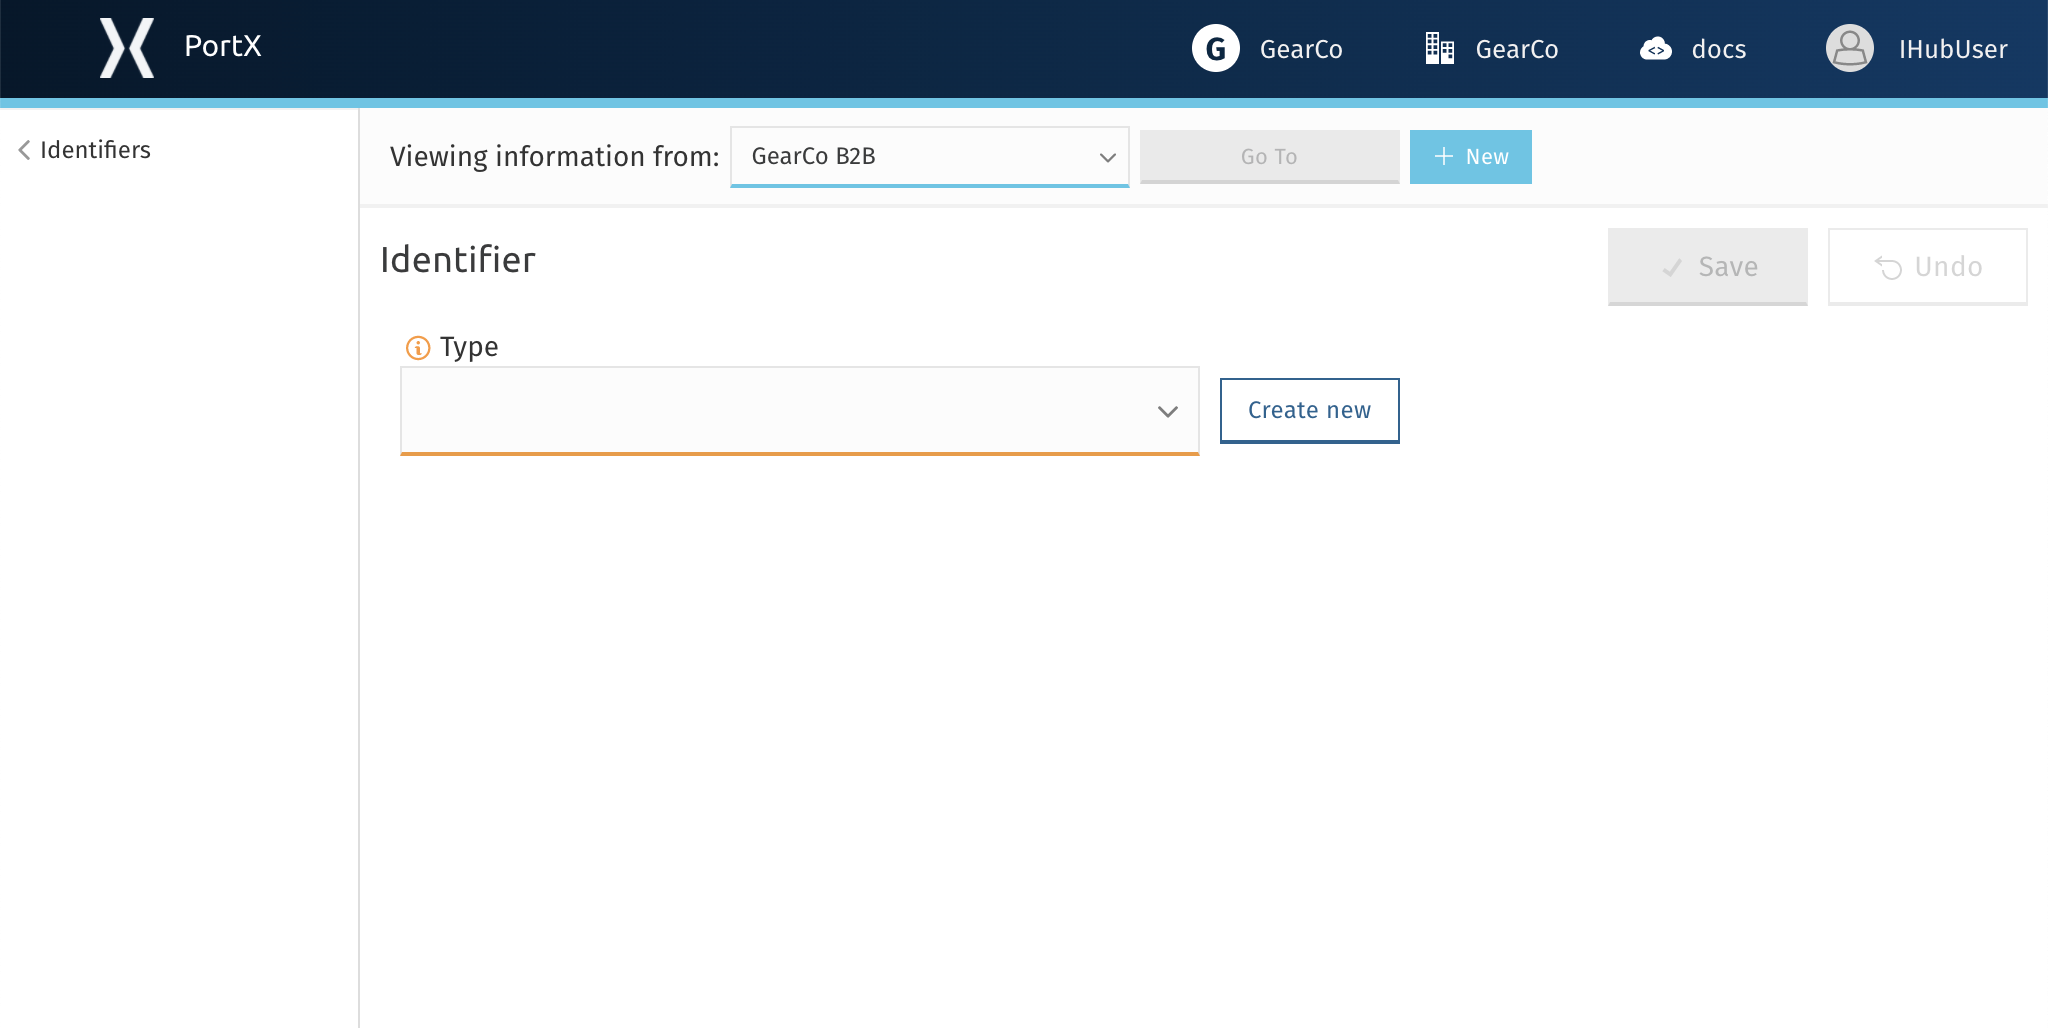 PortX
G GearCo
GearCo
<> docs
IHubUser
Identifiers
Viewing information from:
GearCo B2B
Go To
+ New
Identifier
Save
Undo
Type
Create new